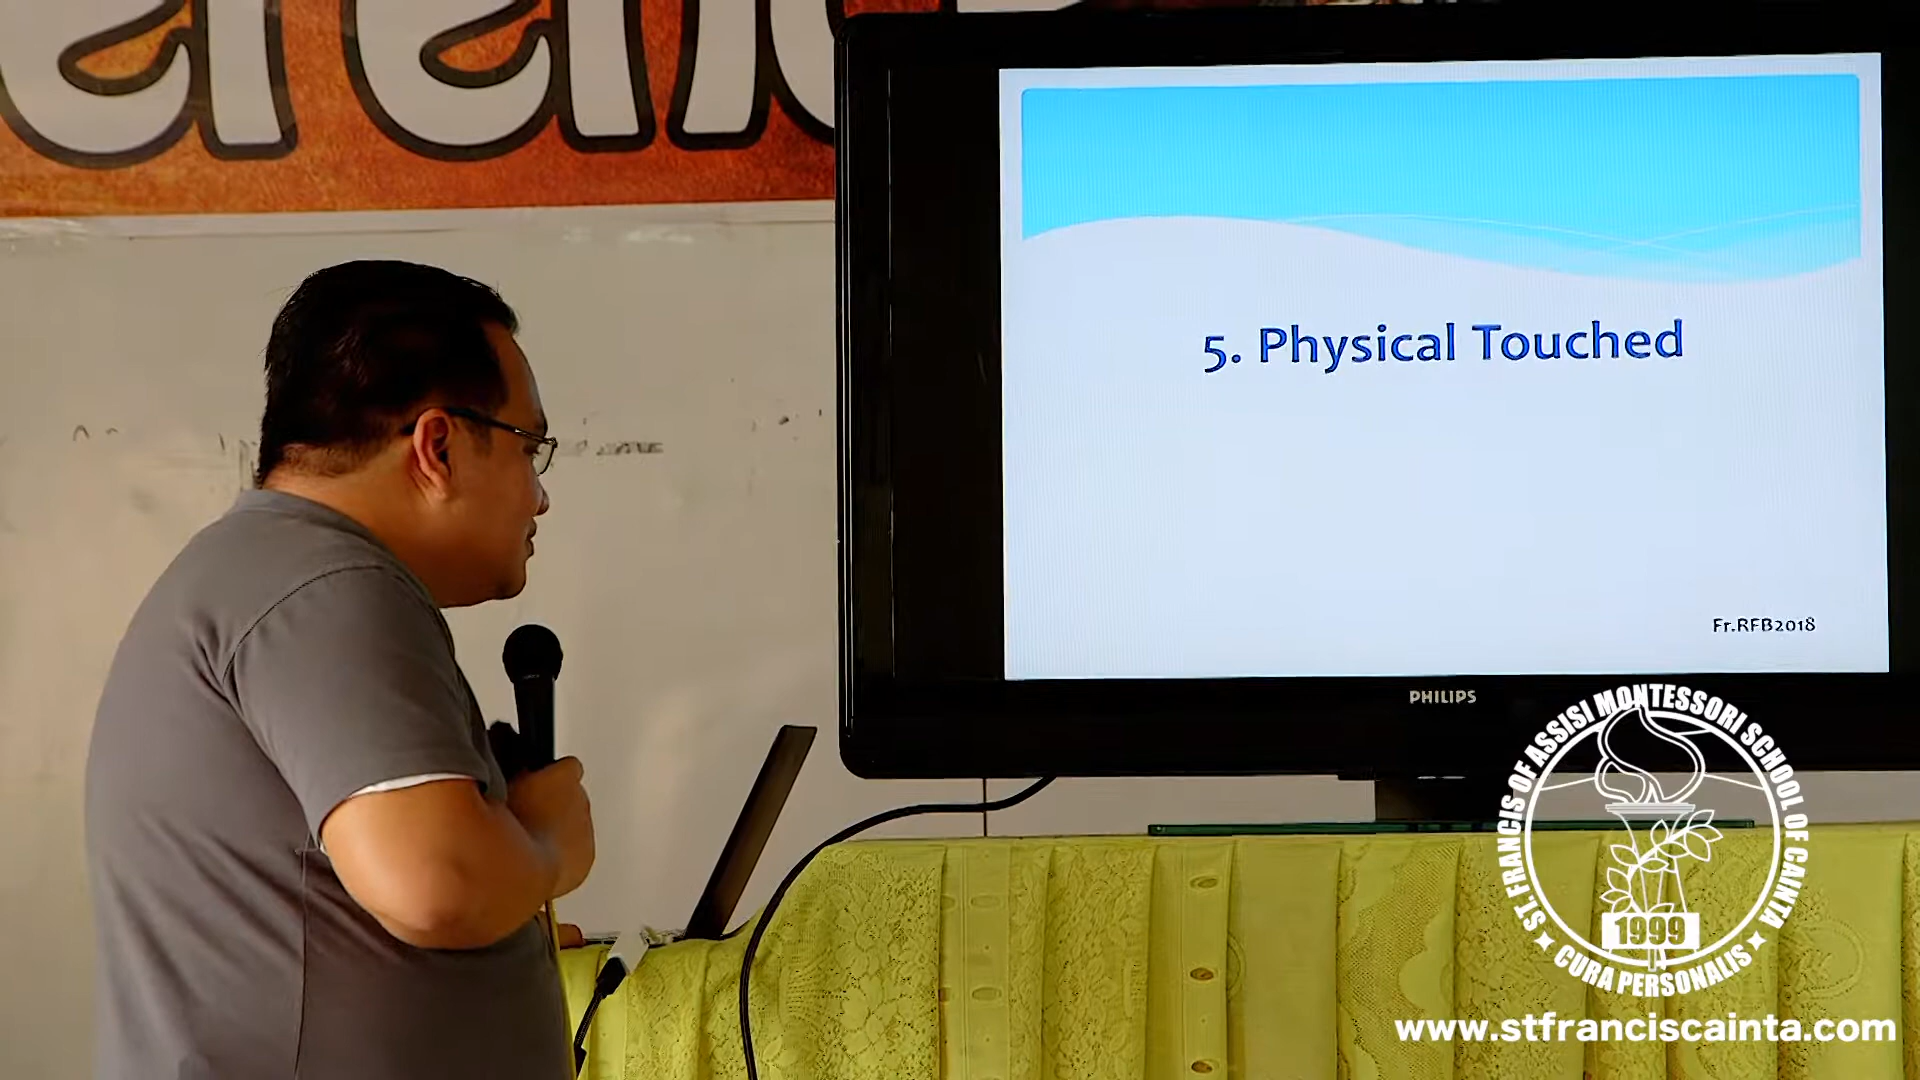 5. Physical Touched
Fr.RFB2018
PHILIPS
ST. FRANCIS OF ASSISI MONTESSORI SCHOOL OF CAINTA
1999
CURA PERSONALIS
www.stfranciscainta.com